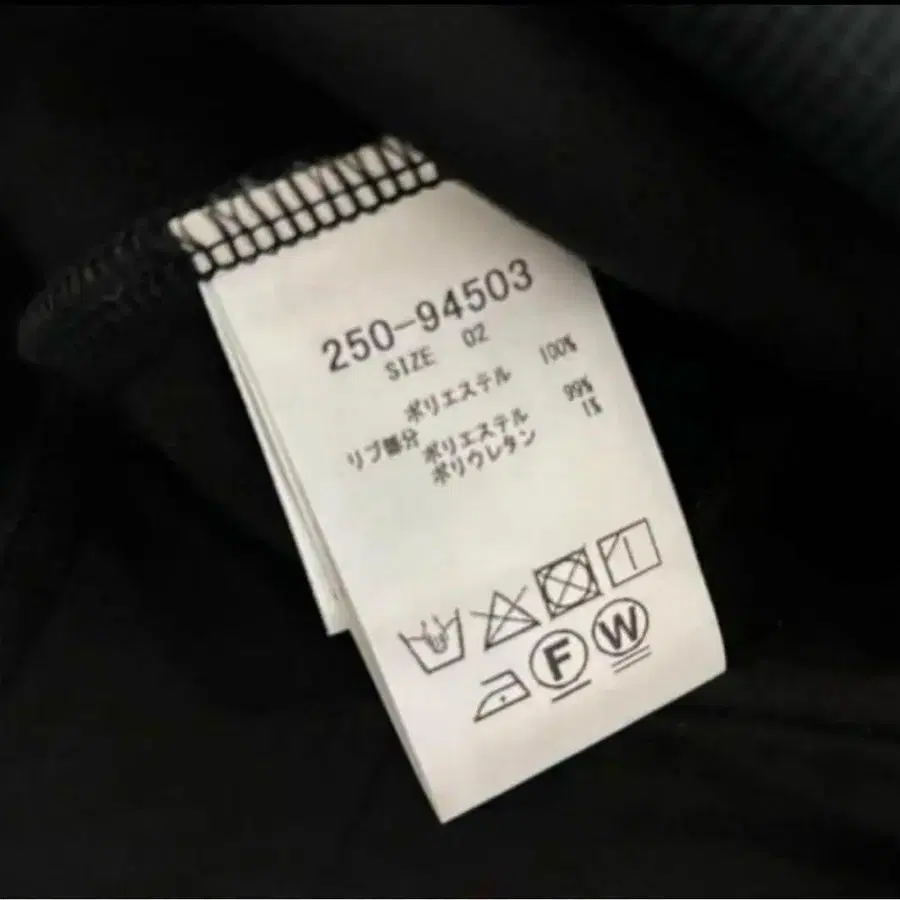 250-94503
SIZE 02
ポリエステル 100%
リブ部分 ポリエステル 99%
ポリウレタン 1%
F W